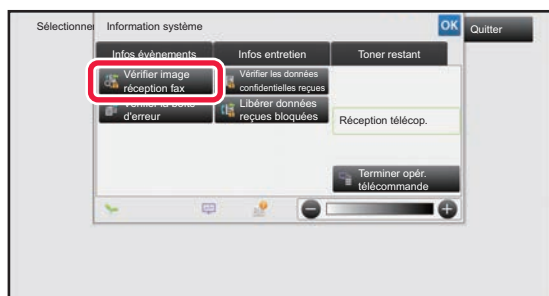 Sélectionner
Information système
OK
Quitter
Infos évènements
Infos entretien
Toner restant
Vérifier image
réception fax
Vérifier les données
confidentielles reçues
Vérifier la boîte
d'erreur
Libérer données
reçues bloquées
Réception télécop.
Terminer opér.
télécommande